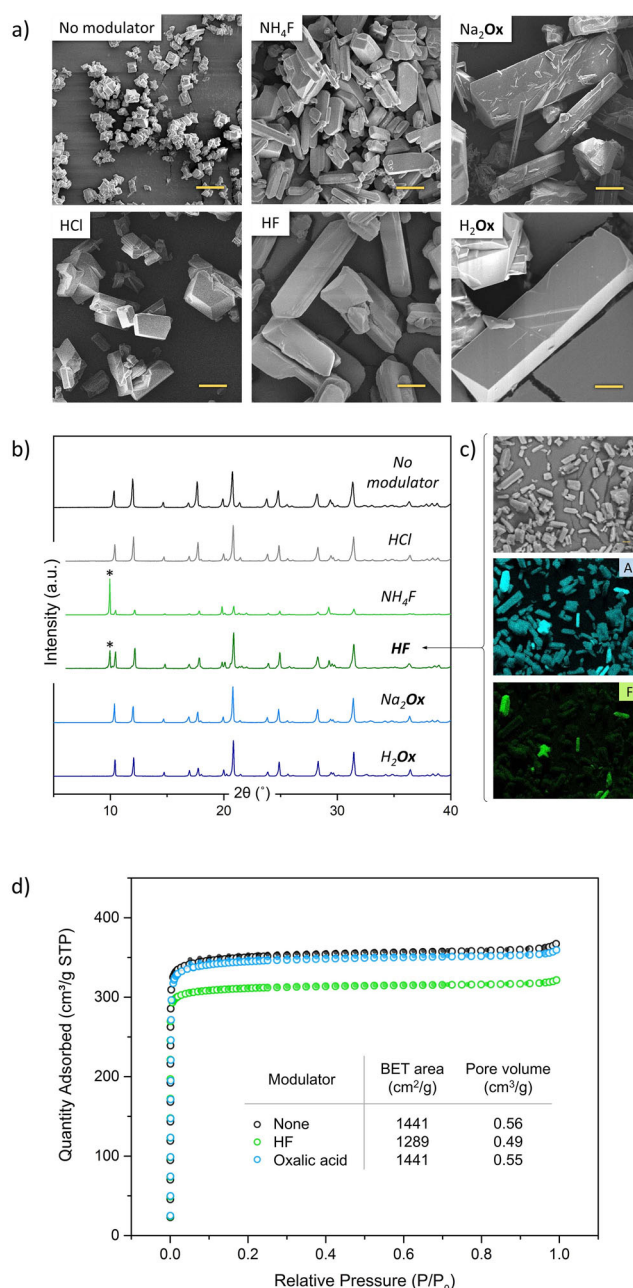 a)
No modulator
NH₄F
Na₂Ox
HCl
HF
H₂Ox
b)
c)
No
modulator
HCl
*
NH₄F
*
HF
Na₂Ox
H₂Ox
Intensity (a.u.)
10 20 30 40
2θ (˚)
A
F
d)
Quantity Adsorbed (cm³/g STP)
400
300
200
100
0
Modulator BET area (cm²/g) Pore volume (cm³/g)
None 1441 0.56
HF 1289 0.49
Oxalic acid 1441 0.55
0.0 0.2 0.4 0.6 0.8 1.0
Relative Pressure (P/P₀)